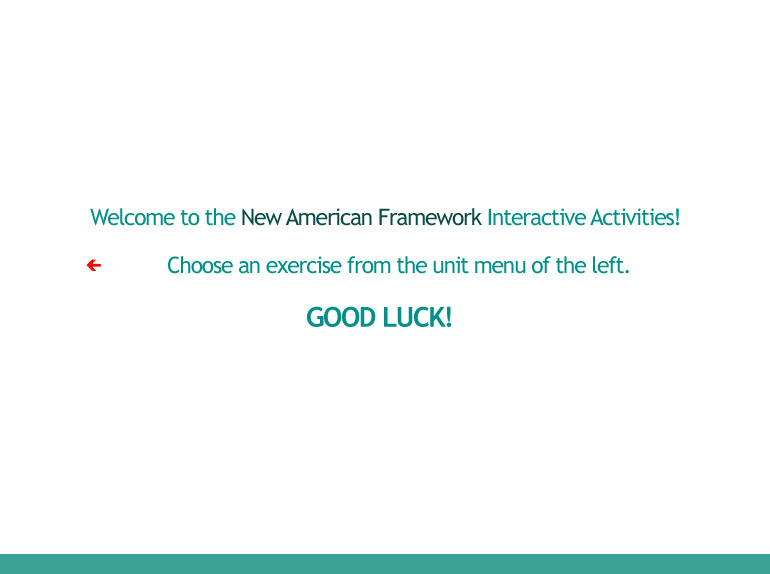 Welcome to the New American Framework Interactive Activities!
Choose an exercise from the unit menu of the left.
GOOD LUCK!